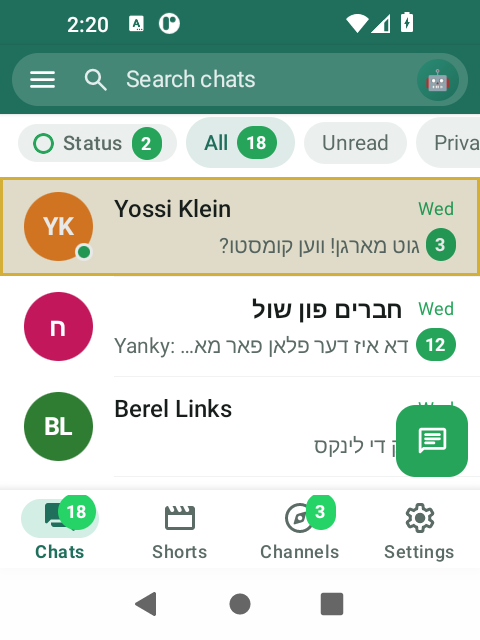 2:20
Search chats
Status 2
All 18
Unread
Priva
YK
Yossi Klein
Wed
גוט מארגן! ווען קומסטו?
3
ח
חברים פון שול
Wed
Yanky: דא איז דער פלאן פאר מא...
12
BL
Berel Links
די לינקס
18
3
Chats
Shorts
Channels
Settings